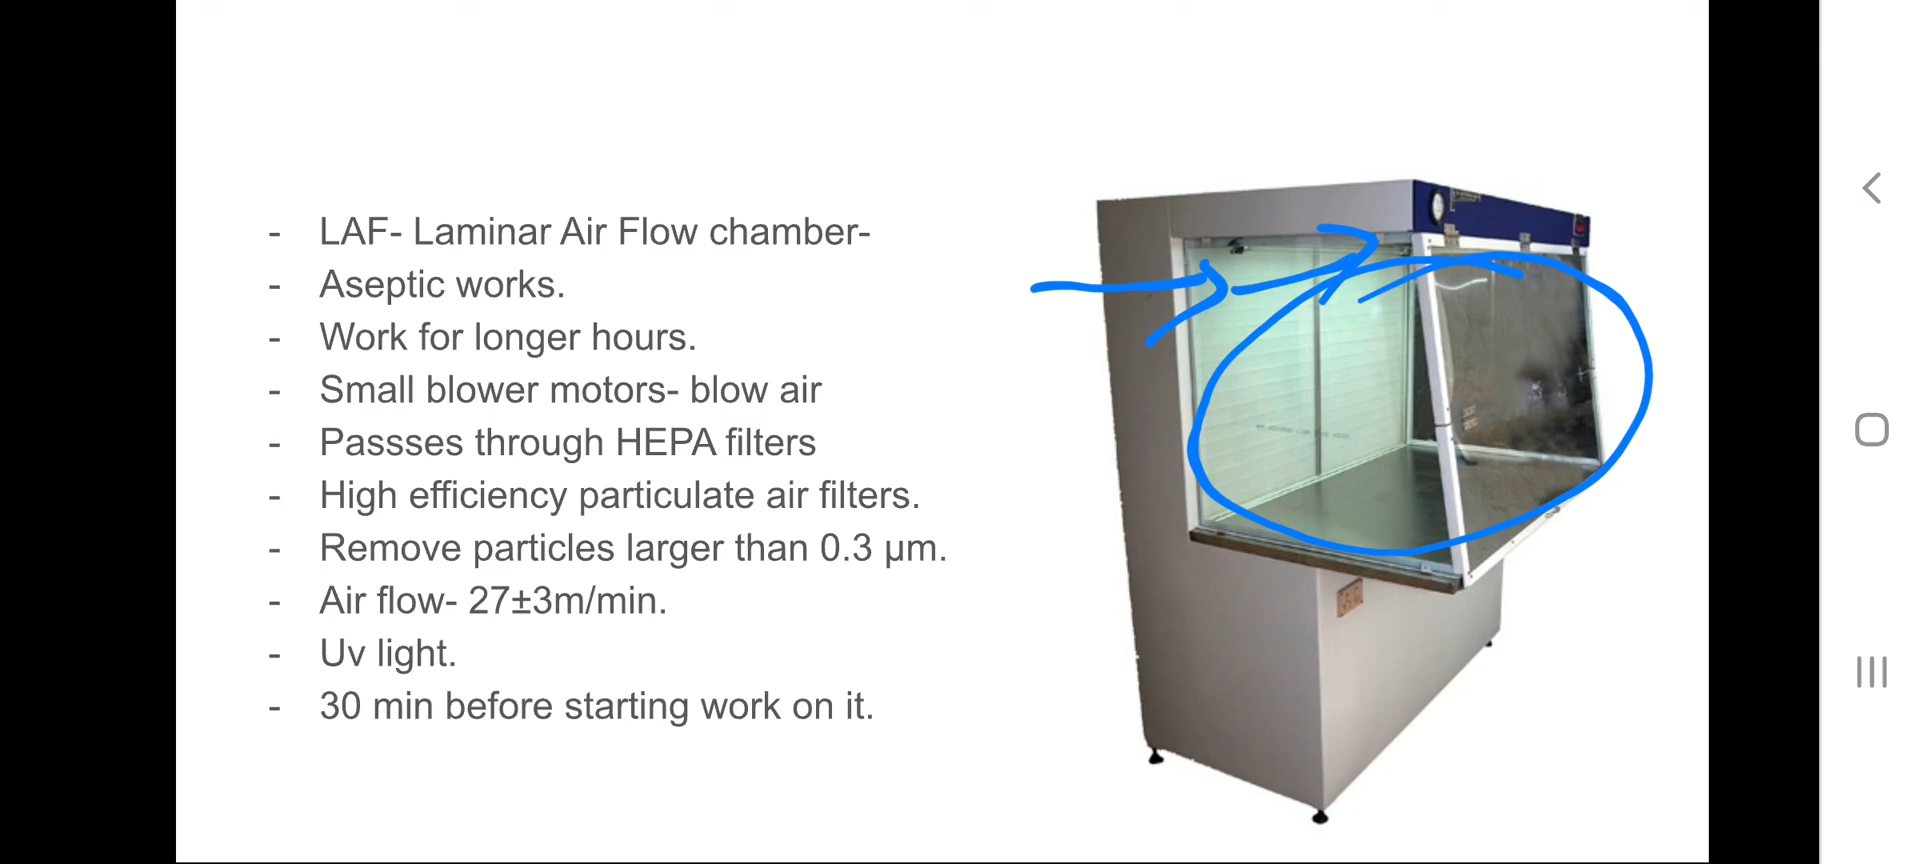 - LAF- Laminar Air Flow chamber-
- Aseptic works.
- Work for longer hours.
- Small blower motors- blow air
- Passses through HEPA filters
- High efficiency particulate air filters.
- Remove particles larger than 0.3 μm.
- Air flow- 27±3m/min.
- Uv light.
- 30 min before starting work on it.